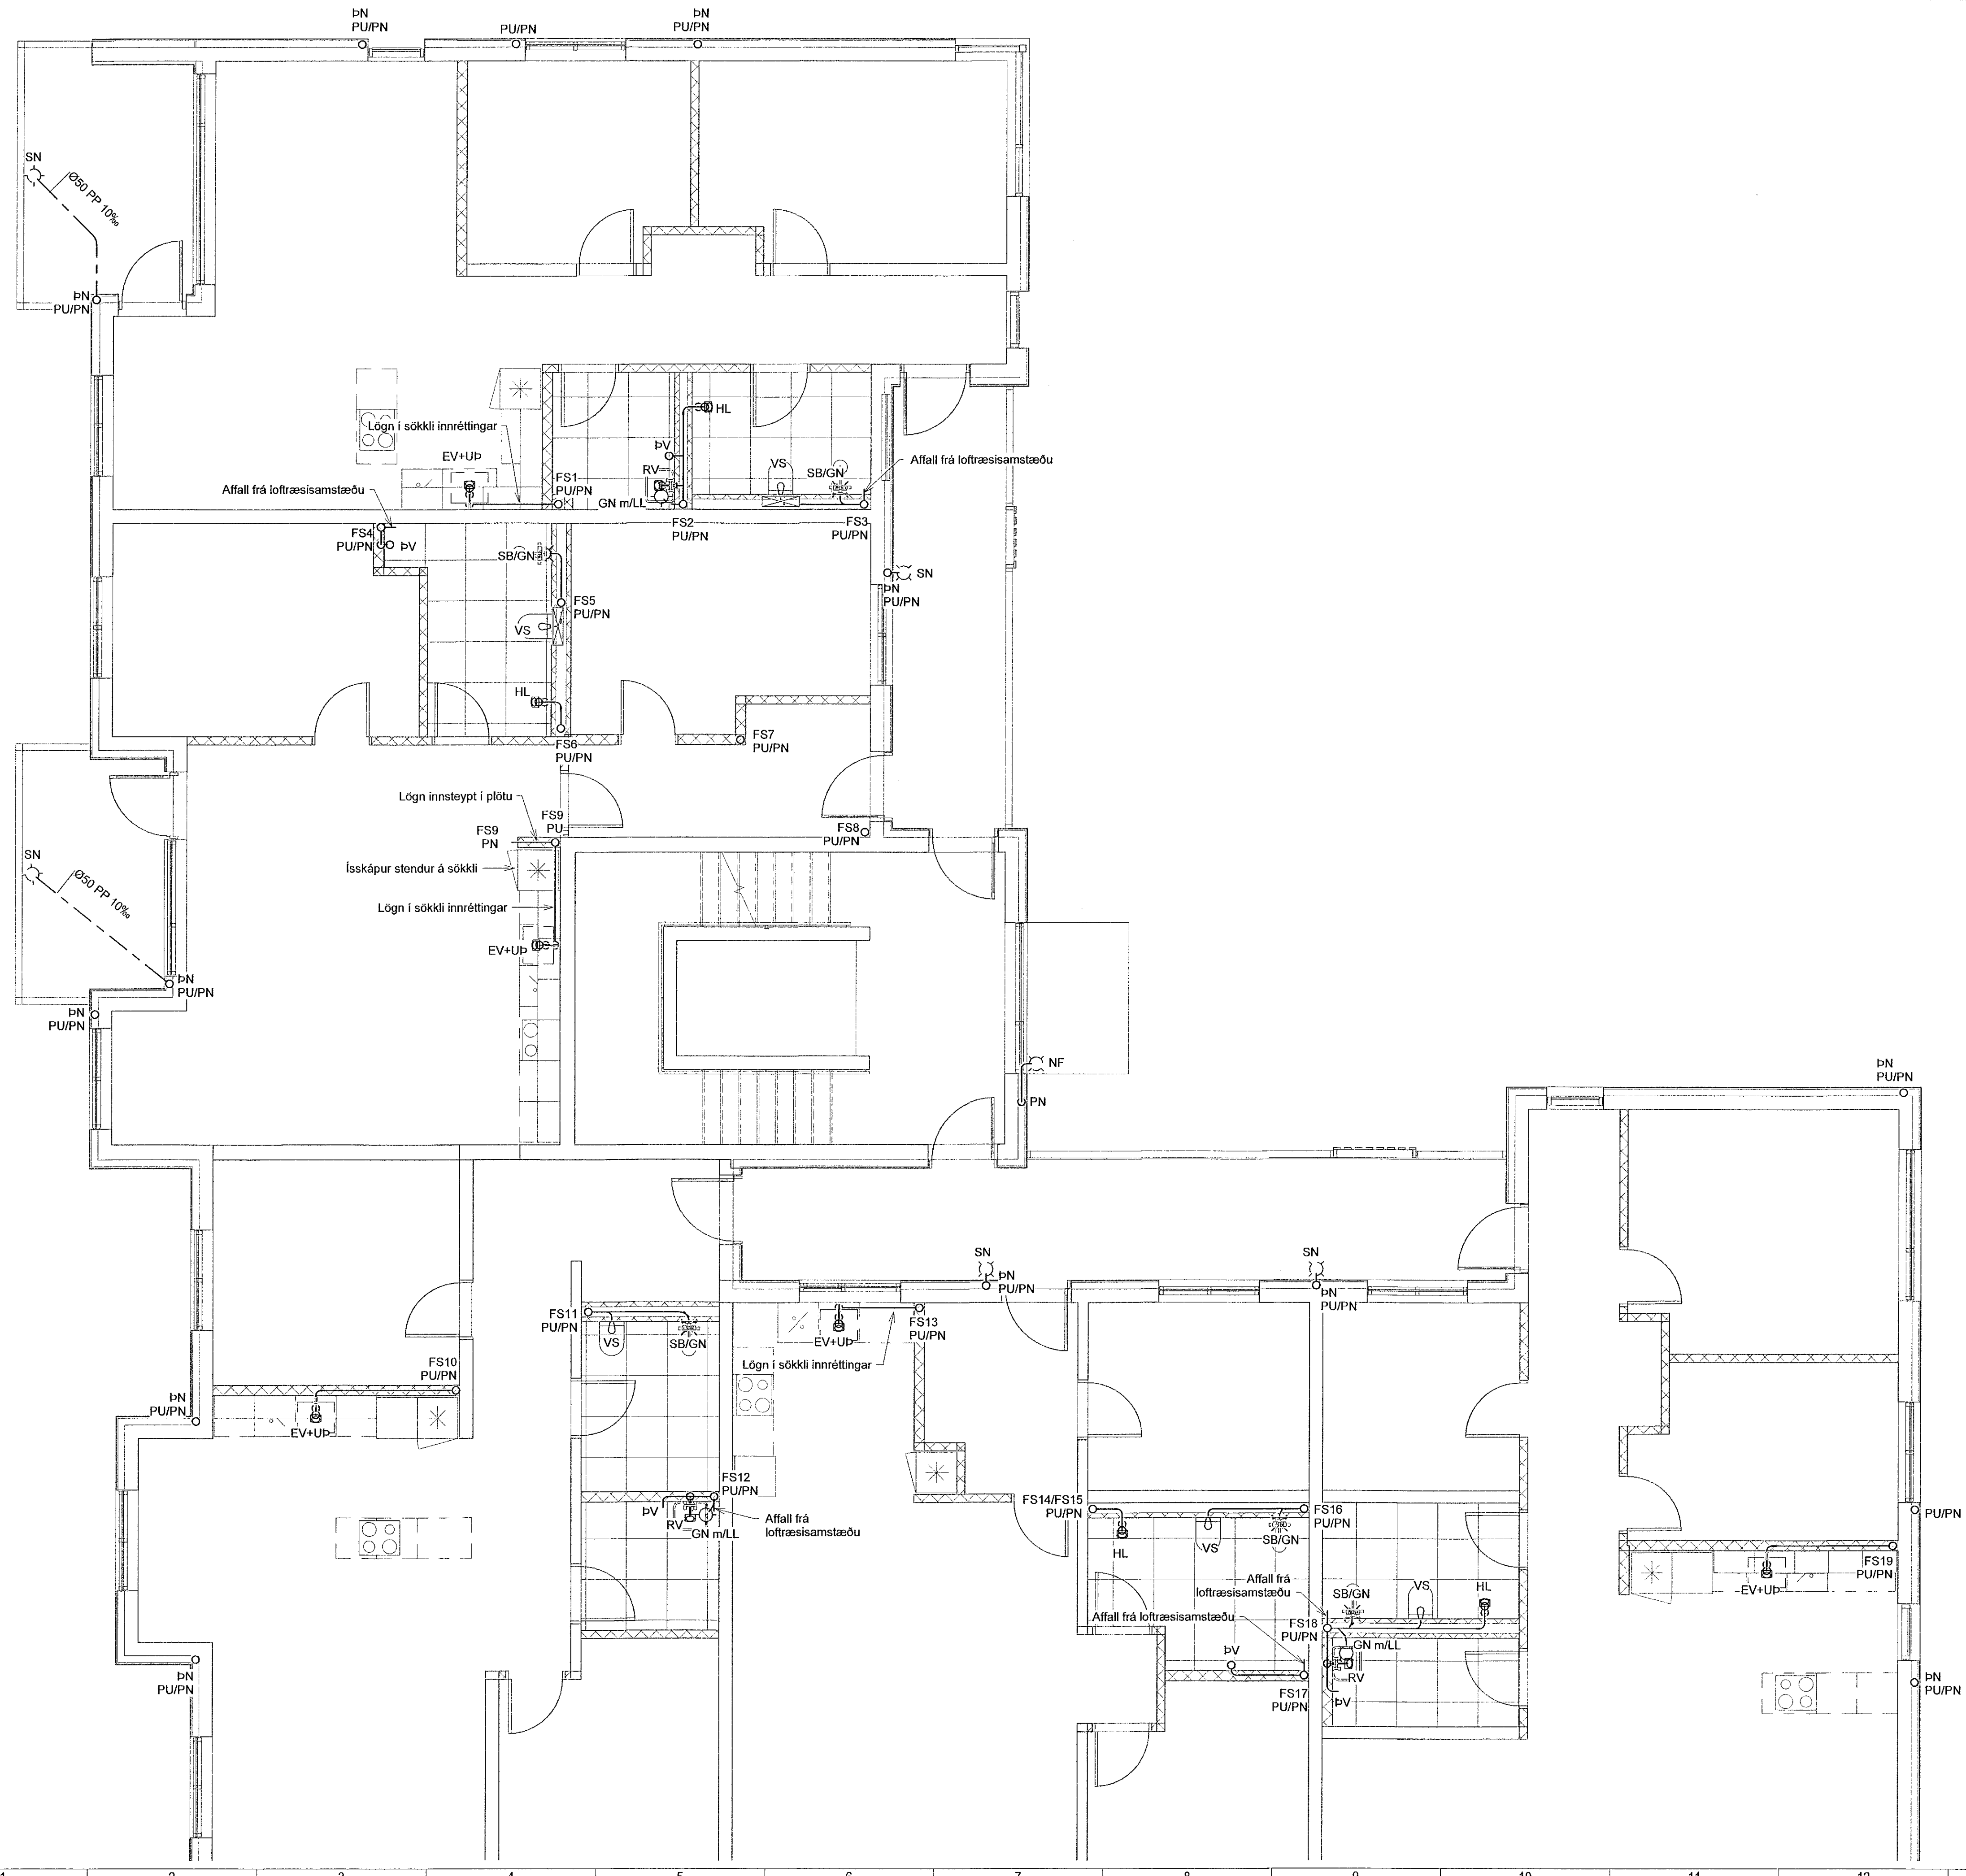 ÞN
PU/PN
PU/PN
ÞN
PU/PN
SN
Ø50 PP 10‰
ÞN
PU/PN
Lögn í sökkli innréttingar
EV+UÞ
Affall frá loftræsisamstæðu
FS1
PU/PN
ÞV
RV
GN m/LL
HL
VS
SB/GN
Affall frá loftræsisamstæðu
FS2
PU/PN
FS3
PU/PN
FS4
PU/PN
ÞV
SB/GN
FS5
PU/PN
VS
SN
ÞN
PU/PN
HL
FS6
PU/PN
FS7
PU/PN
Lögn innsteypt í plötu
FS9
PN
FS9
PU
FS8
PU/PN
Ísskápur stendur á sökkli
Lögn í sökkli innréttingar
EV+UÞ
SN
Ø50 PP 10‰
ÞN
PU/PN
ÞN
PU/PN
NF
PN
ÞN
PU/PN
SN
ÞN
PU/PN
SN
ÞN
PU/PN
FS11
PU/PN
VS
SB/GN
EV+UÞ
FS13
PU/PN
Lögn í sökkli innréttingar
FS10
PU/PN
ÞN
PU/PN
EV+UÞ
FS12
PU/PN
ÞV
RV
GN m/LL
Affall frá
loftræsisamstæðu
FS14/FS15
PU/PN
HL
VS
SB/GN
FS16
PU/PN
PU/PN
FS19
PU/PN
EV+UÞ
Affall frá
loftræsisamstæðu
SB/GN
VS
HL
Affall frá loftræsisamstæðu
FS18
PU/PN
GN m/LL
RV
ÞV
ÞV
FS17
PU/PN
ÞN
PU/PN
ÞN
PU/PN